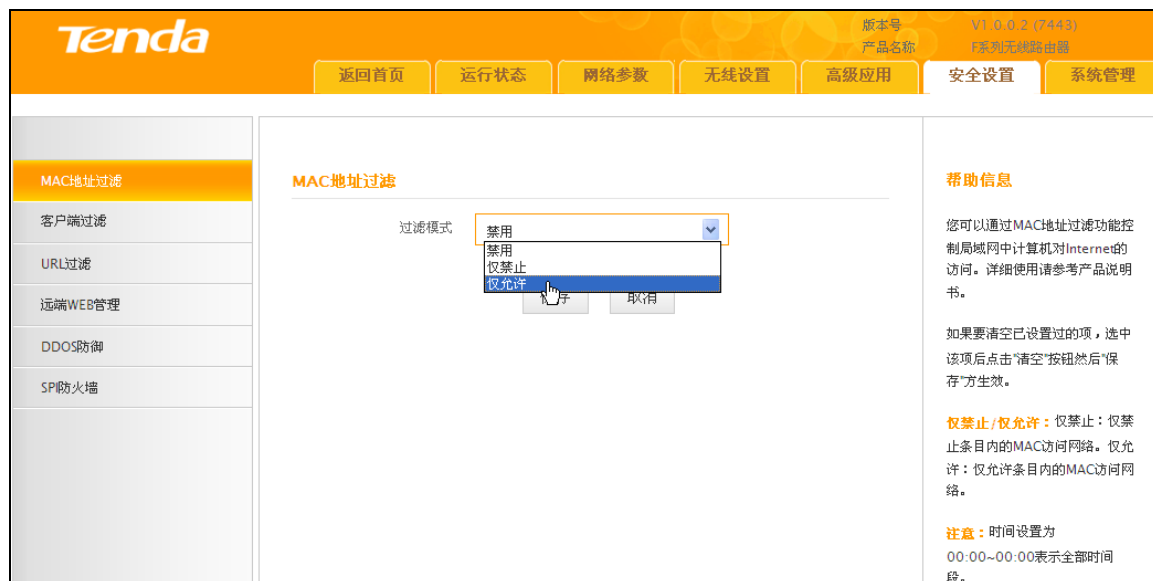 Tenda
版本号 V1.0.0.2 (7443)
产品名称 F系列无线路由器
返回首页 运行状态 网络参数 无线设置 高级应用 安全设置 系统管理
MAC地址过滤
客户端过滤
URL过滤
远端WEB管理
DDOS防御
SPI防火墙
MAC地址过滤
过滤模式 禁用
禁用
仅禁止
仅允许
取消
帮助信息
您可以通过MAC地址过滤功能控
制局域网中计算机对Internet的
访问。详细使用请参考产品说明
书。
如果要清空已设置过的项，选中
该项后点击"清空"按钮然后"保
存"方生效。
仅禁止/仅允许：仅禁止：仅禁
止条目内的MAC访问网络。仅允
许：仅允许条目内的MAC访问网
络。
注意：时间设置为
00:00~00:00表示全部时间
段。